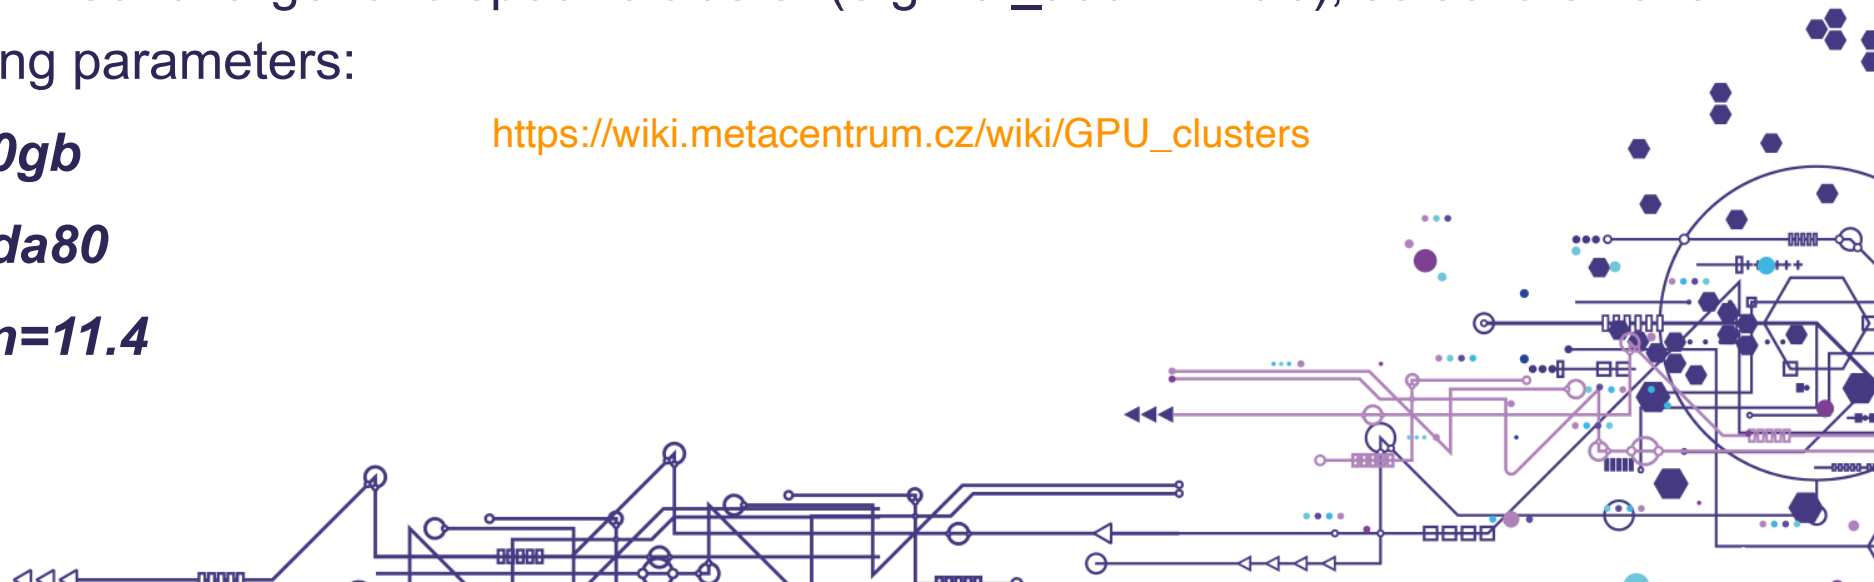 ng parameters:
https://wiki.metacentrum.cz/wiki/GPU_clusters
0gb
da80
n=11.4